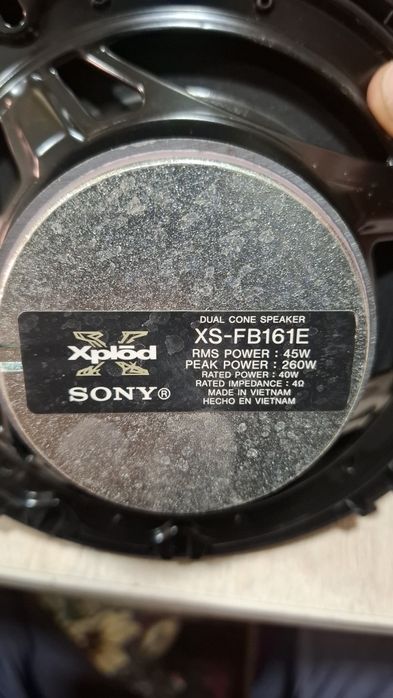 DUAL CONE SPEAKER
XS-FB161E
RMS POWER : 45W
PEAK POWER : 260W
RATED POWER : 40W
RATED IMPEDANCE : 4Ω
MADE IN VIETNAM
HECHO EN VIETNAM
X
Xplōd
SONY®